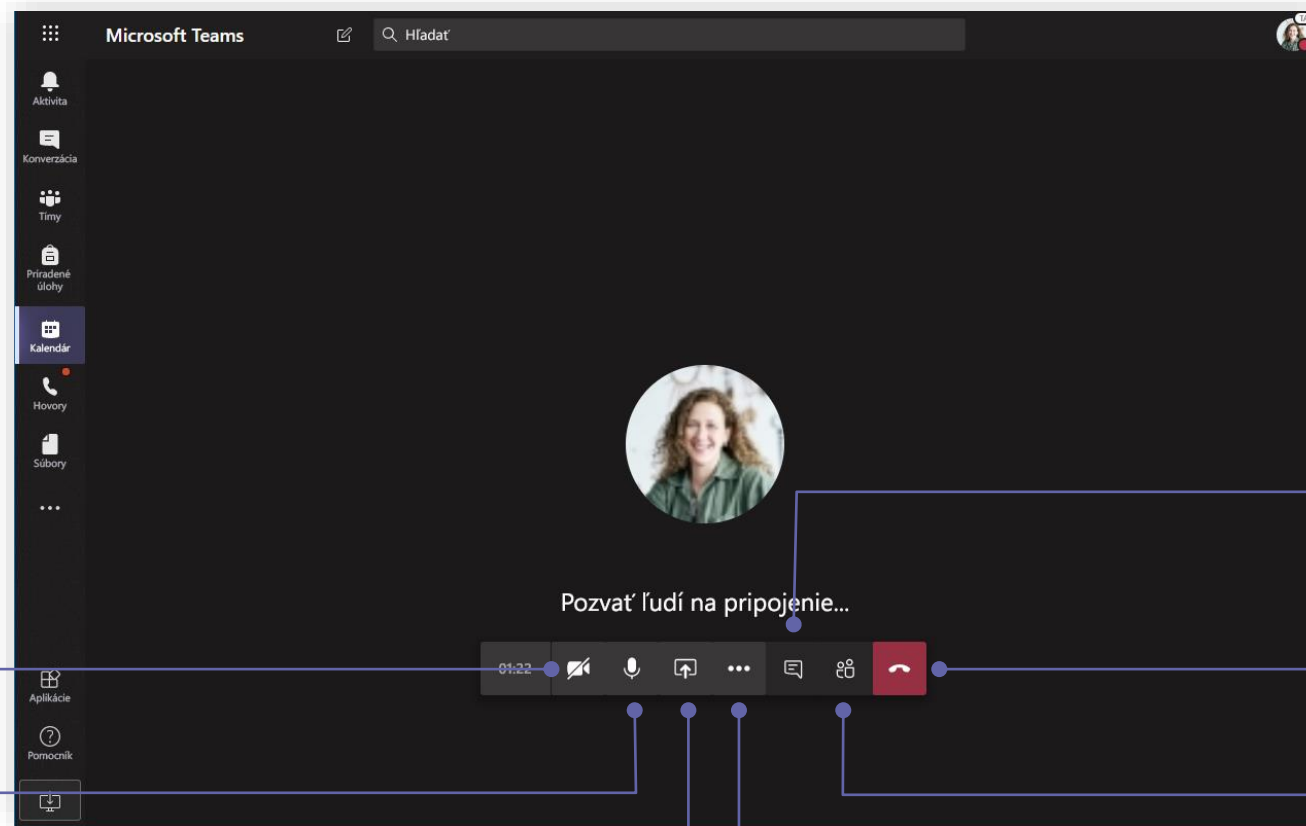 Microsoft Teams
Hľadať
Aktivita
Konverzácia
Tímy
Priradené
úlohy
Kalendár
Hovory
Súbory
Pozvať ľudí na pripojenie...
01:22
Aplikácie
Pomocník